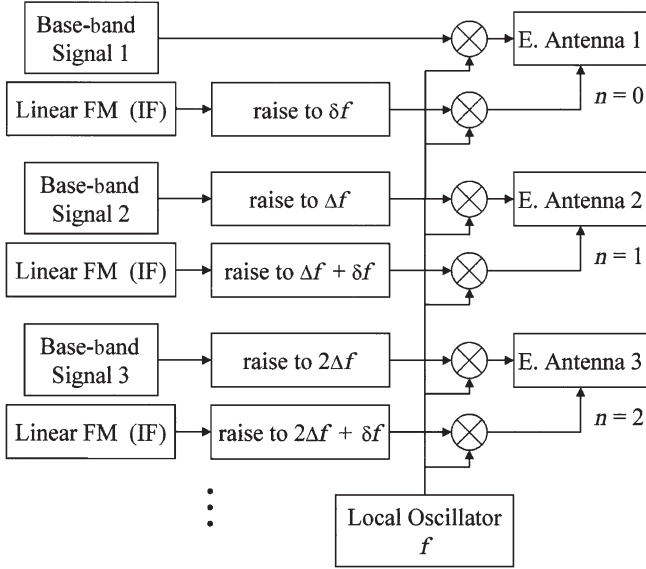 Base-band
Signal 1
E. Antenna 1
Linear FM (IF)
raise to δf
n = 0
Base-band
Signal 2
raise to Δf
E. Antenna 2
Linear FM (IF)
raise to Δf + δf
n = 1
Base-band
Signal 3
raise to 2Δf
E. Antenna 3
Linear FM (IF)
raise to 2Δf + δf
n = 2
Local Oscillator
f